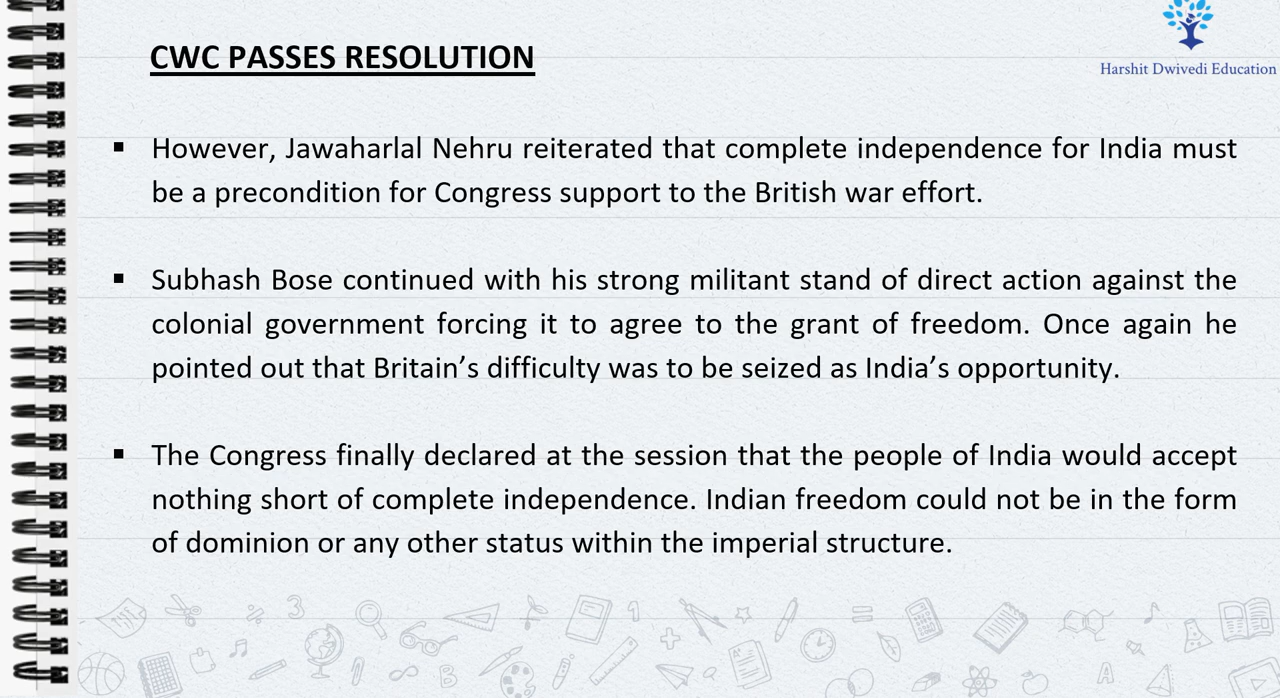 CWC PASSES RESOLUTION
Harshit Dwivedi Education
▪ However, Jawaharlal Nehru reiterated that complete independence for India must
be a precondition for Congress support to the British war effort.
▪ Subhash Bose continued with his strong militant stand of direct action against the
colonial government forcing it to agree to the grant of freedom. Once again he
pointed out that Britain’s difficulty was to be seized as India’s opportunity.
▪ The Congress finally declared at the session that the people of India would accept
nothing short of complete independence. Indian freedom could not be in the form
of dominion or any other status within the imperial structure.